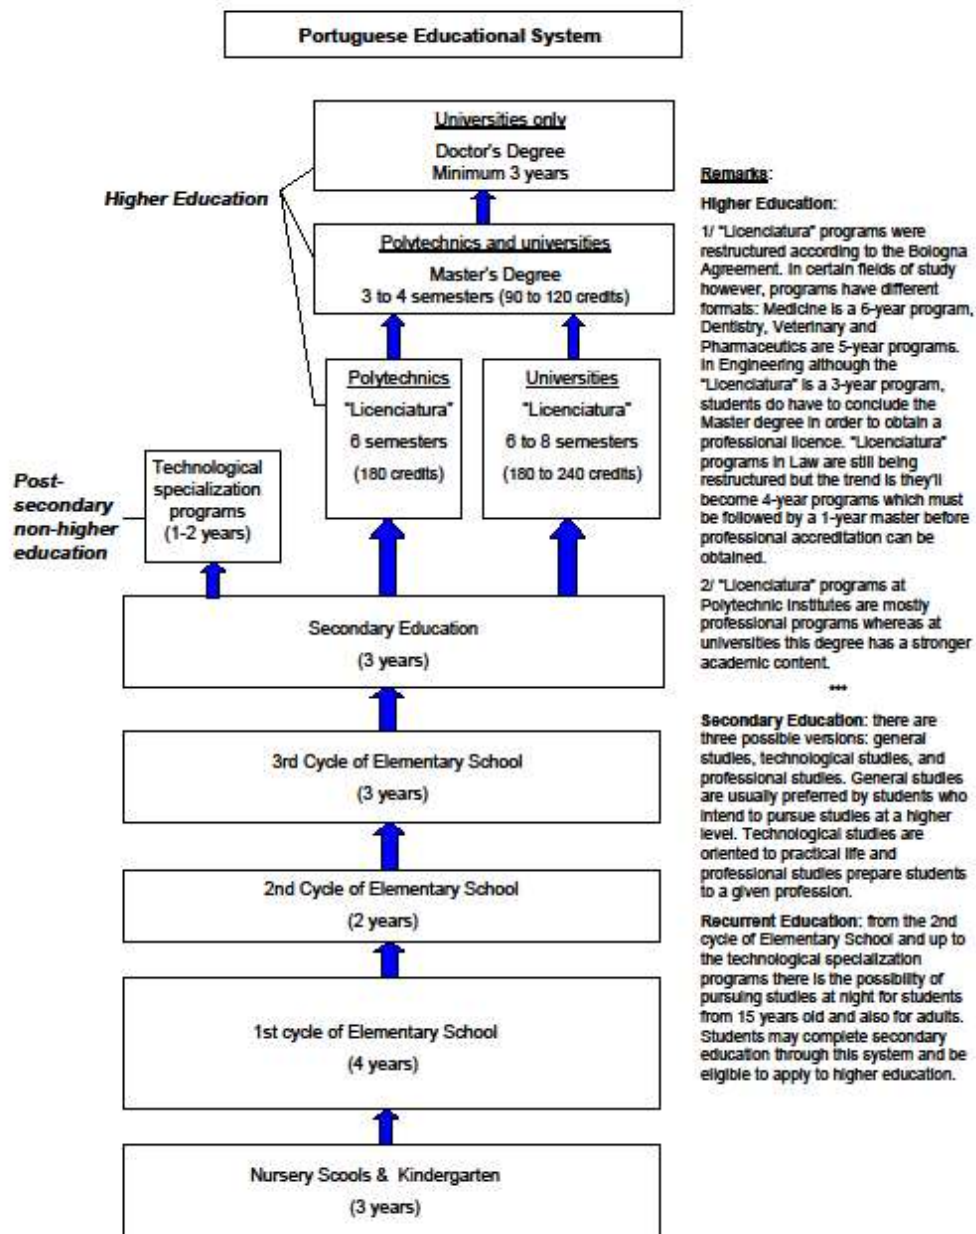 Portuguese Educational System
Universities only
Doctor's Degree
Minimum 3 years
Higher Education
Polytechnics and universities
Master's Degree
3 to 4 semesters (90 to 120 credits)
Polytechnics
"Licenciatura"
6 semesters
(180 credits)
Universities
"Licenciatura"
6 to 8 semesters
(180 to 240 credits)
Post-
secondary
non-higher
education
Technological
specialization
programs
(1-2 years)
Secondary Education
(3 years)
3rd Cycle of Elementary School
(3 years)
2nd Cycle of Elementary School
(2 years)
1st cycle of Elementary School
(4 years)
Nursery Scools & Kindergarten
(3 years)
Remarks:
Higher Education:
1/ "Licenciatura" programs were
restructured according to the Bologna
Agreement. In certain fields of study
however, programs have different
formats: Medicine is a 6-year program,
Dentistry, Veterinary and
Pharmaceutics are 5-year programs.
In Engineering although the
"Licenciatura" is a 3-year program,
students do have to conclude the
Master degree in order to obtain a
professional licence. "Licenciatura"
programs in Law are still being
restructured but the trend is they'll
become 4-year programs which must
be followed by a 1-year master before
professional accreditation can be
obtained.
2/ "Licenciatura" programs at
Polytechnic Institutes are mostly
professional programs whereas at
universities this degree has a stronger
academic content.
***
Secondary Education: there are
three possible versions: general
studies, technological studies, and
professional studies. General studies
are usually preferred by students who
intend to pursue studies at a higher
level. Technological studies are
oriented to practical life and
professional studies prepare students
to a given profession.
Recurrent Education: from the 2nd
cycle of Elementary School and up to
the technological specialization
programs there is the possibility of
pursuing studies at night for students
from 15 years old and also for adults.
Students may complete secondary
education through this system and be
eligible to apply to higher education.